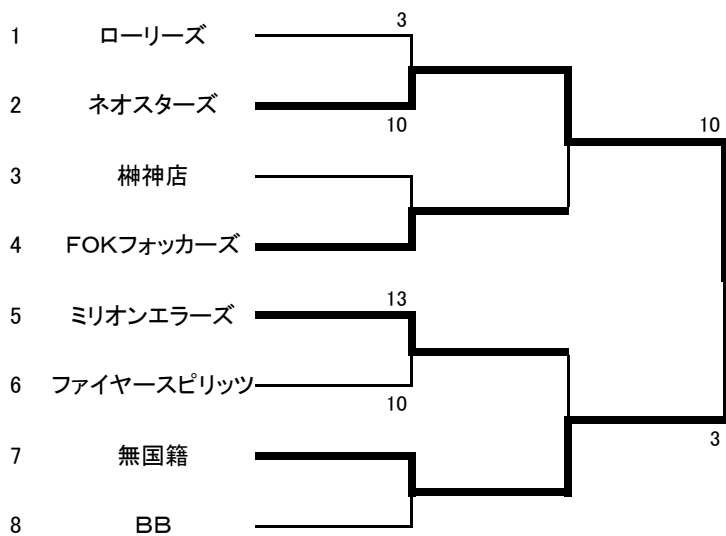 3
1 ローリーズ
2 ネオスターズ
10
10
3 榊神店
4 FOKフォッカーズ
13
5 ミリオンエラーズ
6 ファイヤースピリッツ
10
3
7 無国籍
8 BB